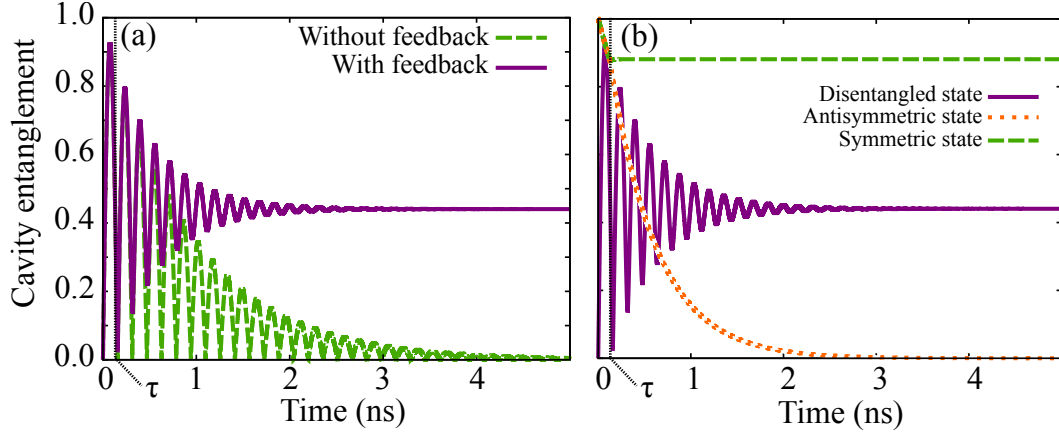 Cavity entanglement
1.0
0.8
0.6
0.4
0.2
0.0
(a)
Without feedback
With feedback
0
τ
1
2
3
4
Time (ns)
(b)
Disentangled state
Antisymmetric state
Symmetric state
0
τ
1
2
3
4
Time (ns)